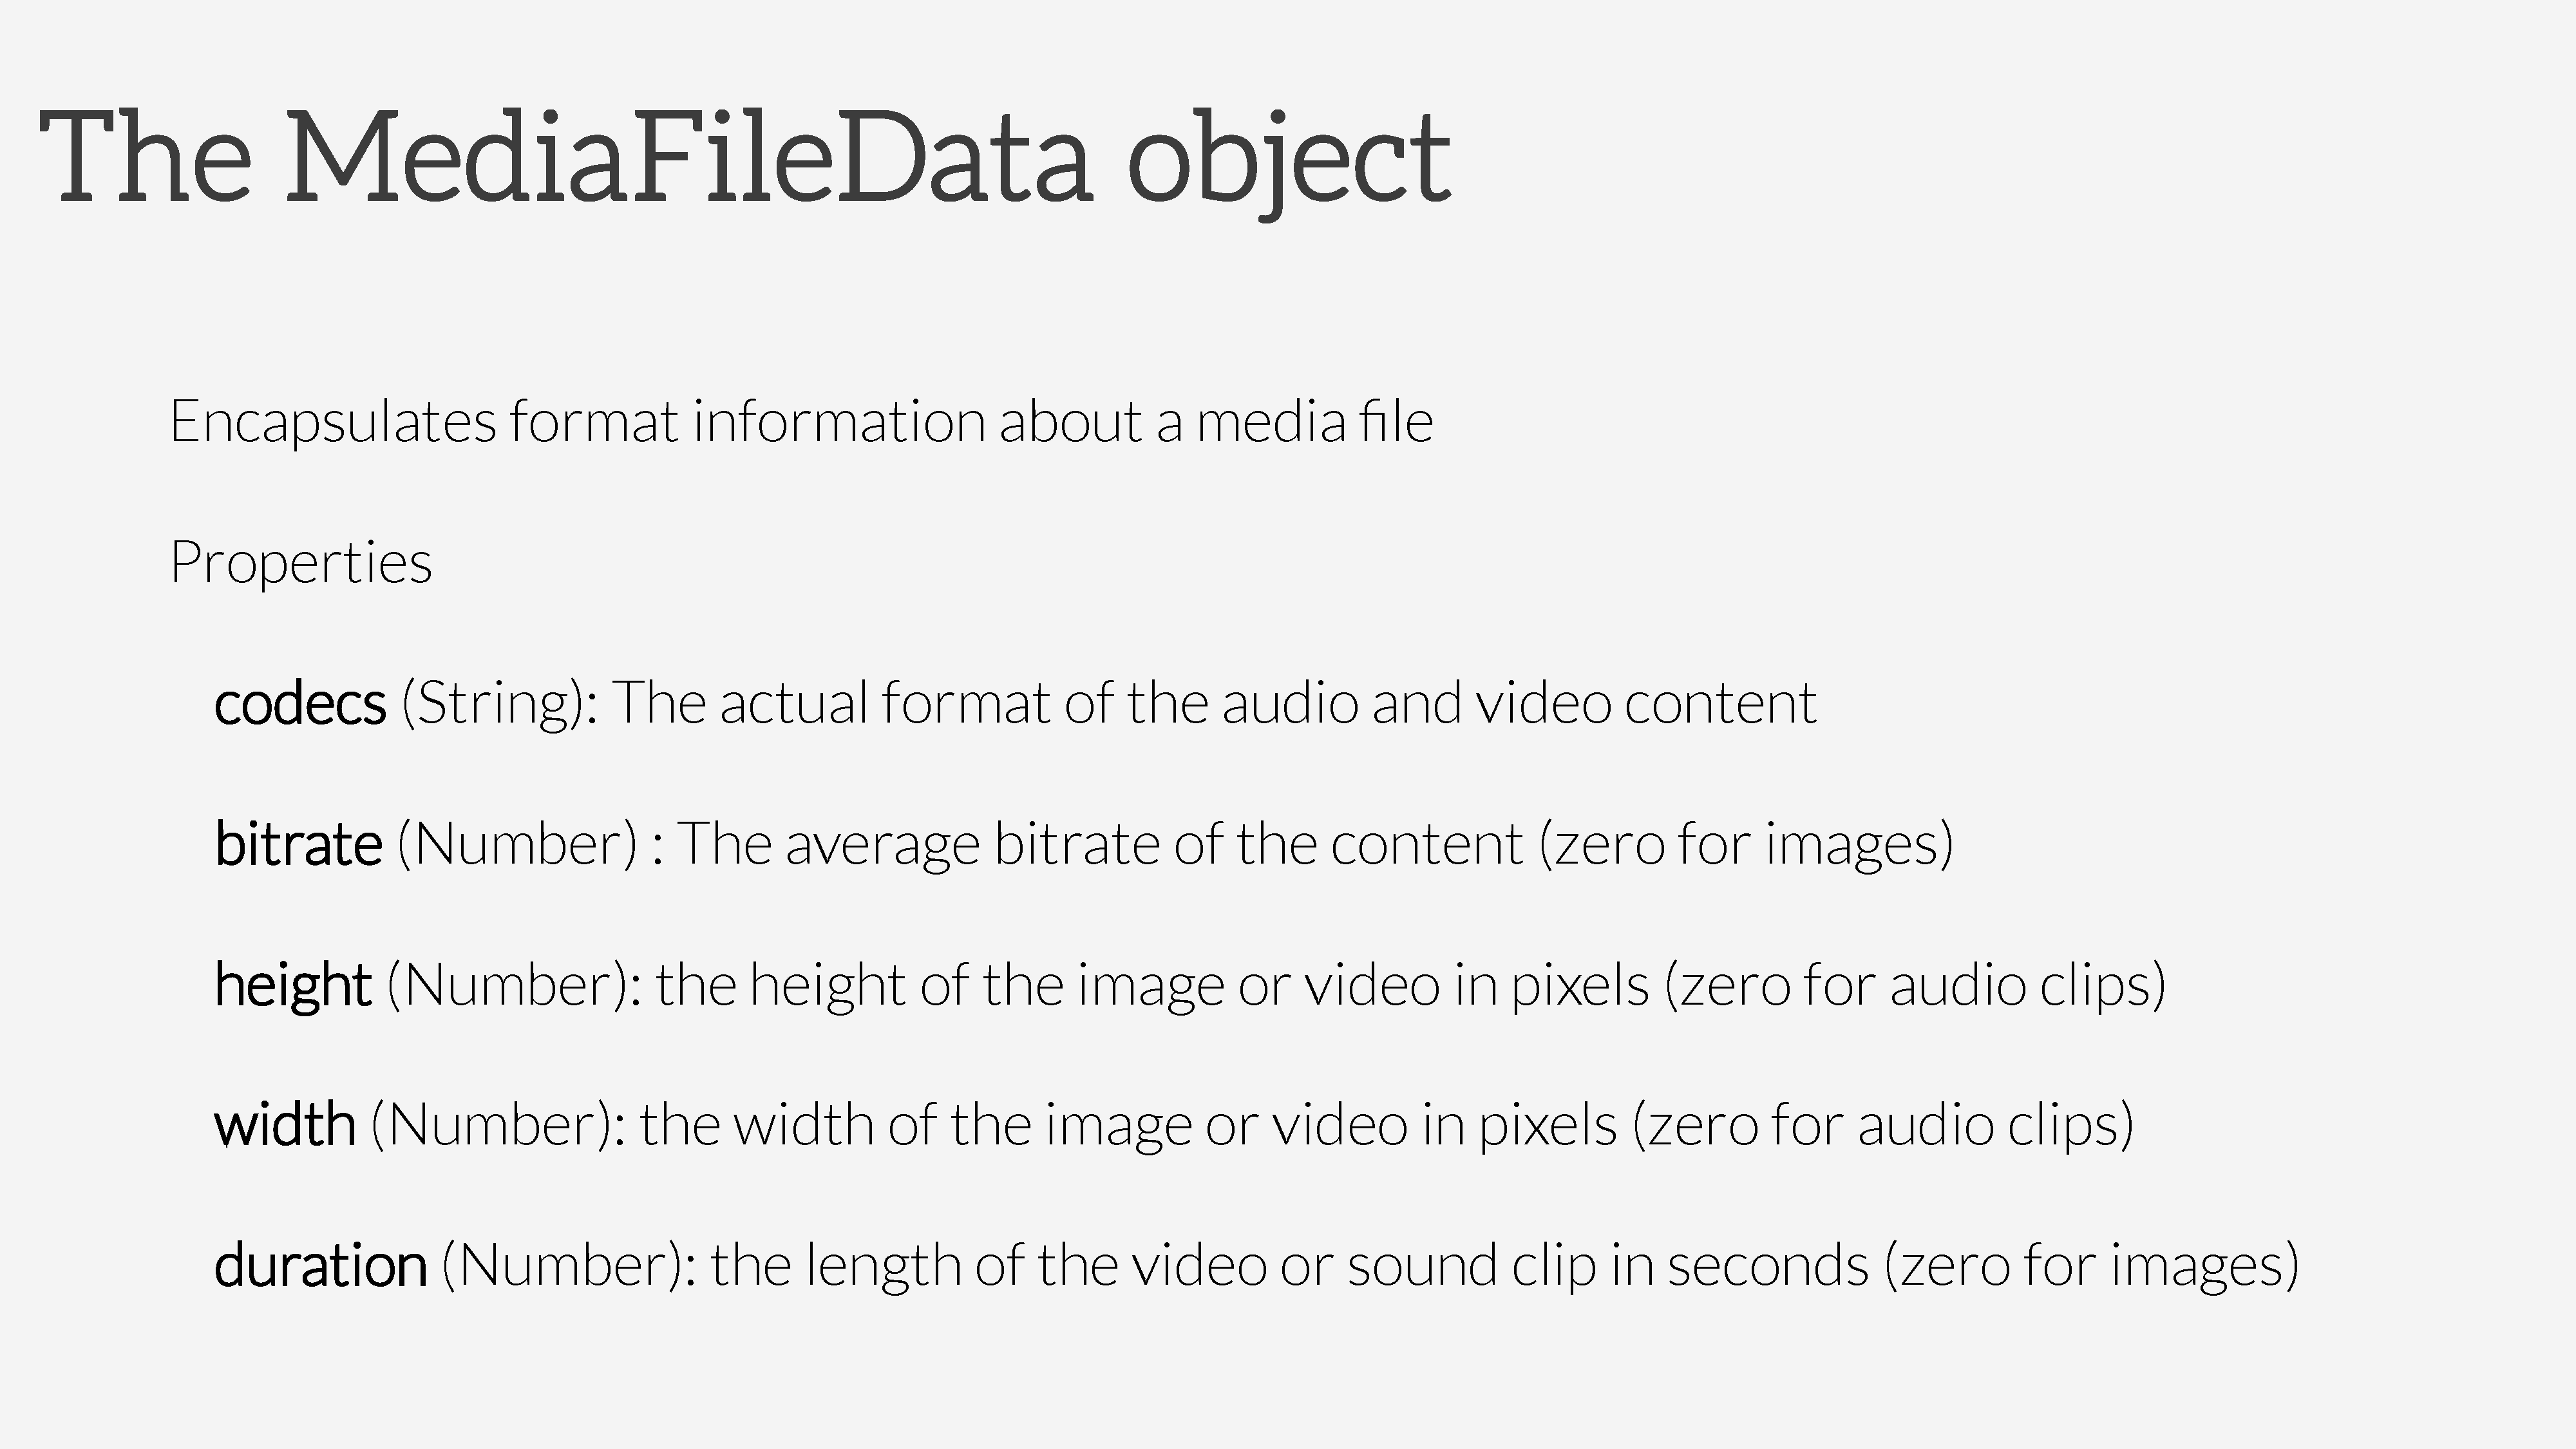 The MediaFileData object
Encapsulates format information about a media file
Properties
codecs (String): The actual format of the audio and video content
bitrate (Number) : The average bitrate of the content (zero for images)
height (Number): the height of the image or video in pixels (zero for audio clips)
width (Number): the width of the image or video in pixels (zero for audio clips)
duration (Number): the length of the video or sound clip in seconds (zero for images)